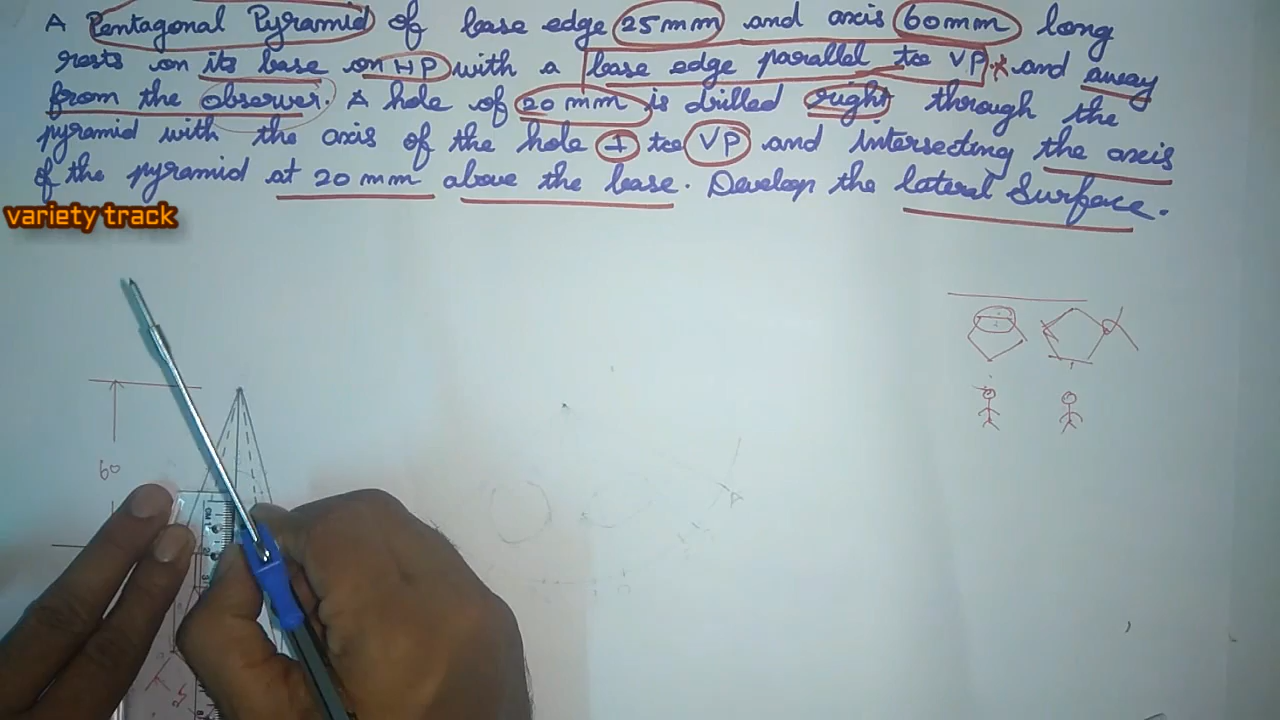 A Pentagonal Pyramid of base edge 25mm and axis 60mm long
rests on its base on HP with a base edge parallel to VP * and away
from the observer. A hole of 20mm is drilled right through the
pyramid with the axis of the hole ⊥ to VP and intersecting the axis
of the pyramid at 20 mm above the base. Develop the lateral Surface.
variety track
60